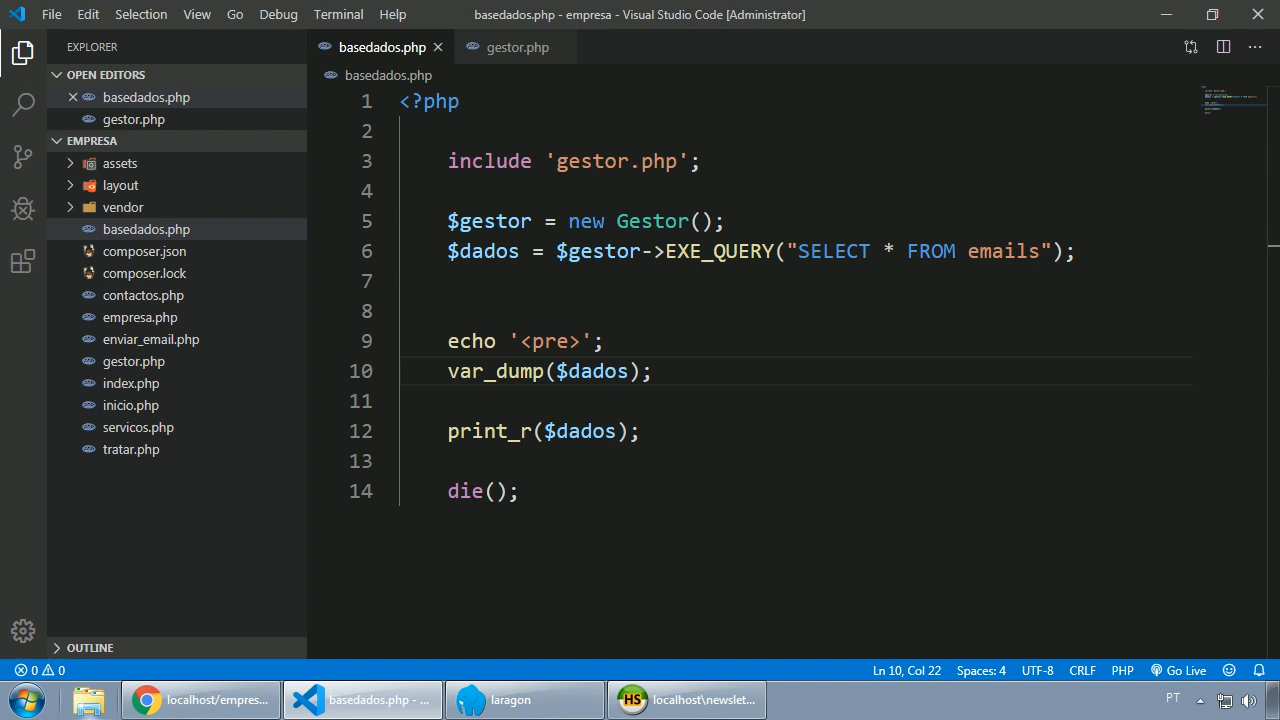 File Edit Selection View Go Debug Terminal Help
basedados.php - empresa - Visual Studio Code [Administrator]
EXPLORER
OPEN EDITORS
basedados.php
gestor.php
EMPRESA
assets
layout
vendor
basedados.php
composer.json
composer.lock
contactos.php
empresa.php
enviar_email.php
gestor.php
index.php
inicio.php
servicos.php
tratar.php
OUTLINE
basedados.php
gestor.php
basedados.php
1 <?php
2
3 include 'gestor.php';
4
5 $gestor = new Gestor();
6 $dados = $gestor->EXE_QUERY("SELECT * FROM emails");
7
8
9 echo '<pre>';
10 var_dump($dados);
11
12 print_r($dados);
13
14 die();
0 0
Ln 10, Col 22 Spaces: 4 UTF-8 CRLF PHP Go Live
localhost/empres...
basedados.php - ...
laragon
HS localhost\newslet...
PT